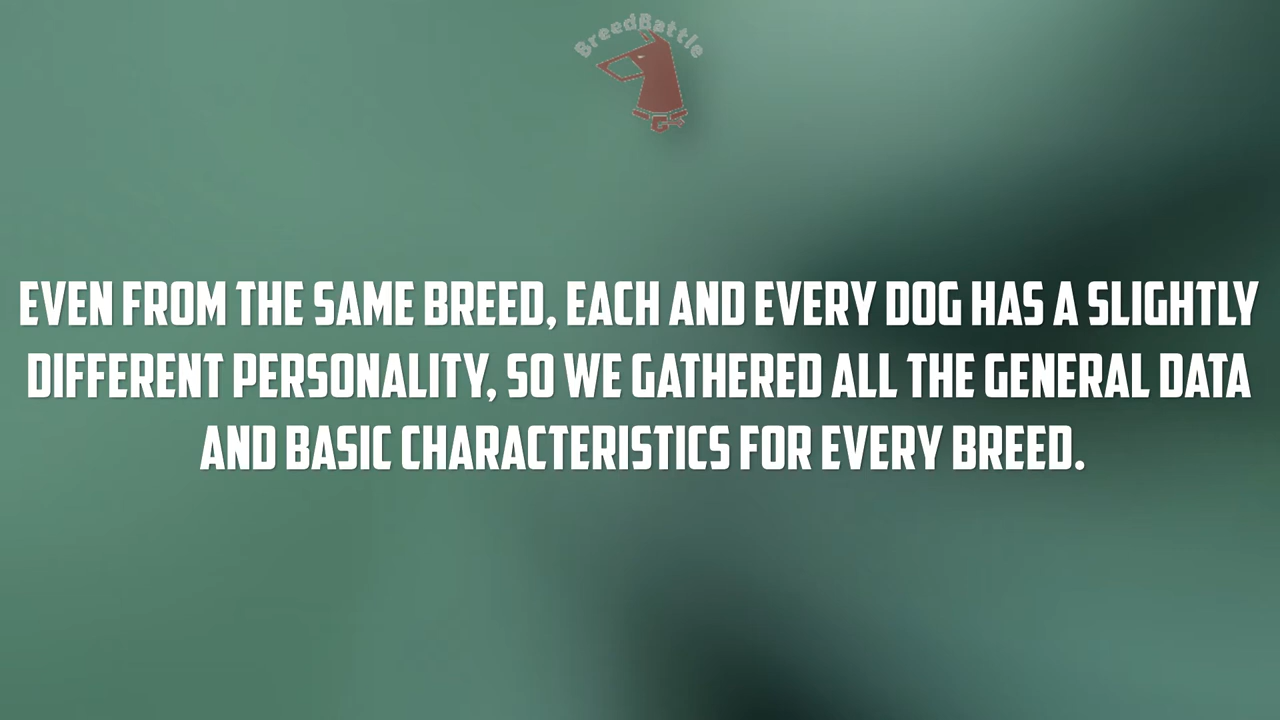 BreedBattle
EVEN FROM THE SAME BREED, EACH AND EVERY DOG HAS A SLIGHTLY
DIFFERENT PERSONALITY, SO WE GATHERED ALL THE GENERAL DATA
AND BASIC CHARACTERISTICS FOR EVERY BREED.